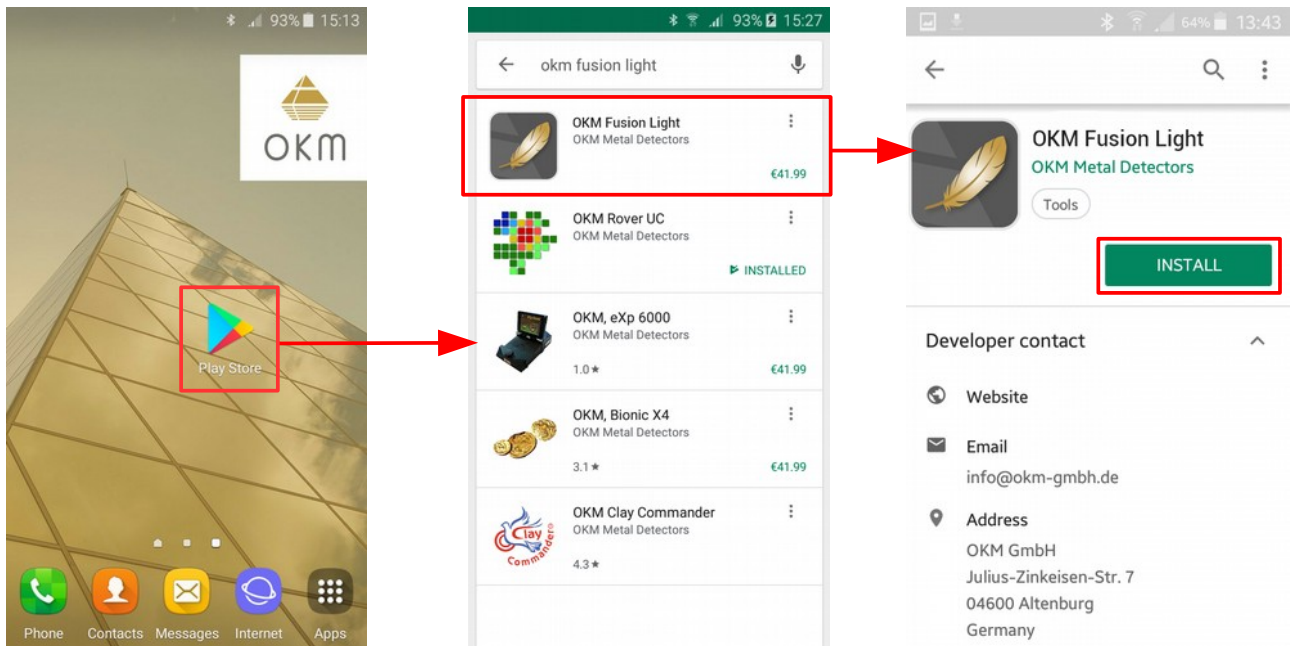 93% 15:13
OKM
Play Store
Phone Contacts Messages Internet Apps
93% 15:27
okm fusion light
OKM Fusion Light
OKM Metal Detectors
€41.99
OKM Rover UC
OKM Metal Detectors
INSTALLED
OKM, eXp 6000
OKM Metal Detectors
1.0★ €41.99
OKM, Bionic X4
OKM Metal Detectors
3.1★ €41.99
Clay
Commander
OKM Clay Commander
OKM Metal Detectors
4.3★
64% 13:43
OKM Fusion Light
OKM Metal Detectors
Tools
INSTALL
Developer contact
Website
Email
info@okm-gmbh.de
Address
OKM GmbH
Julius-Zinkeisen-Str. 7
04600 Altenburg
Germany